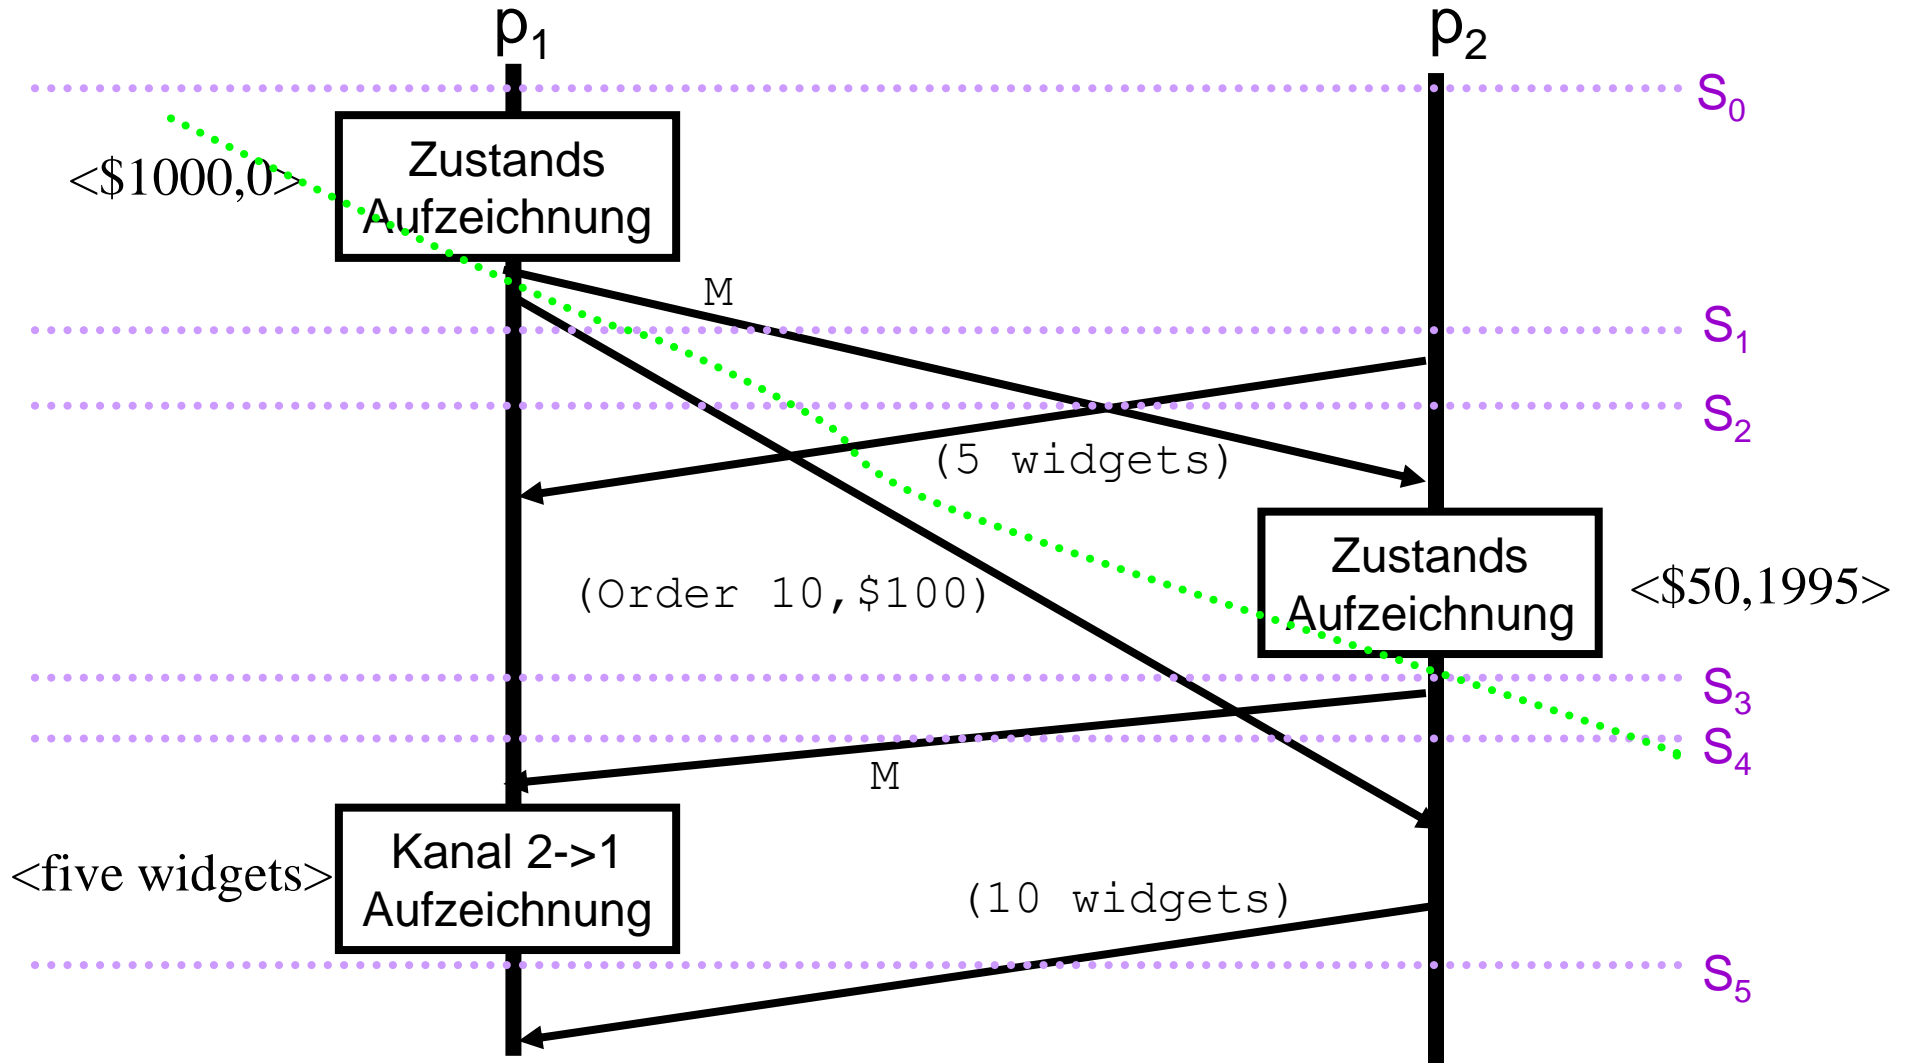 p1
p2
S0
Zustands
Aufzeichnung
<$1000,0>
M
S1
S2
(5 widgets)
Zustands
Aufzeichnung
<$50,1995>
(Order 10,$100)
S3
S4
M
Kanal 2->1
Aufzeichnung
<five widgets>
(10 widgets)
S5